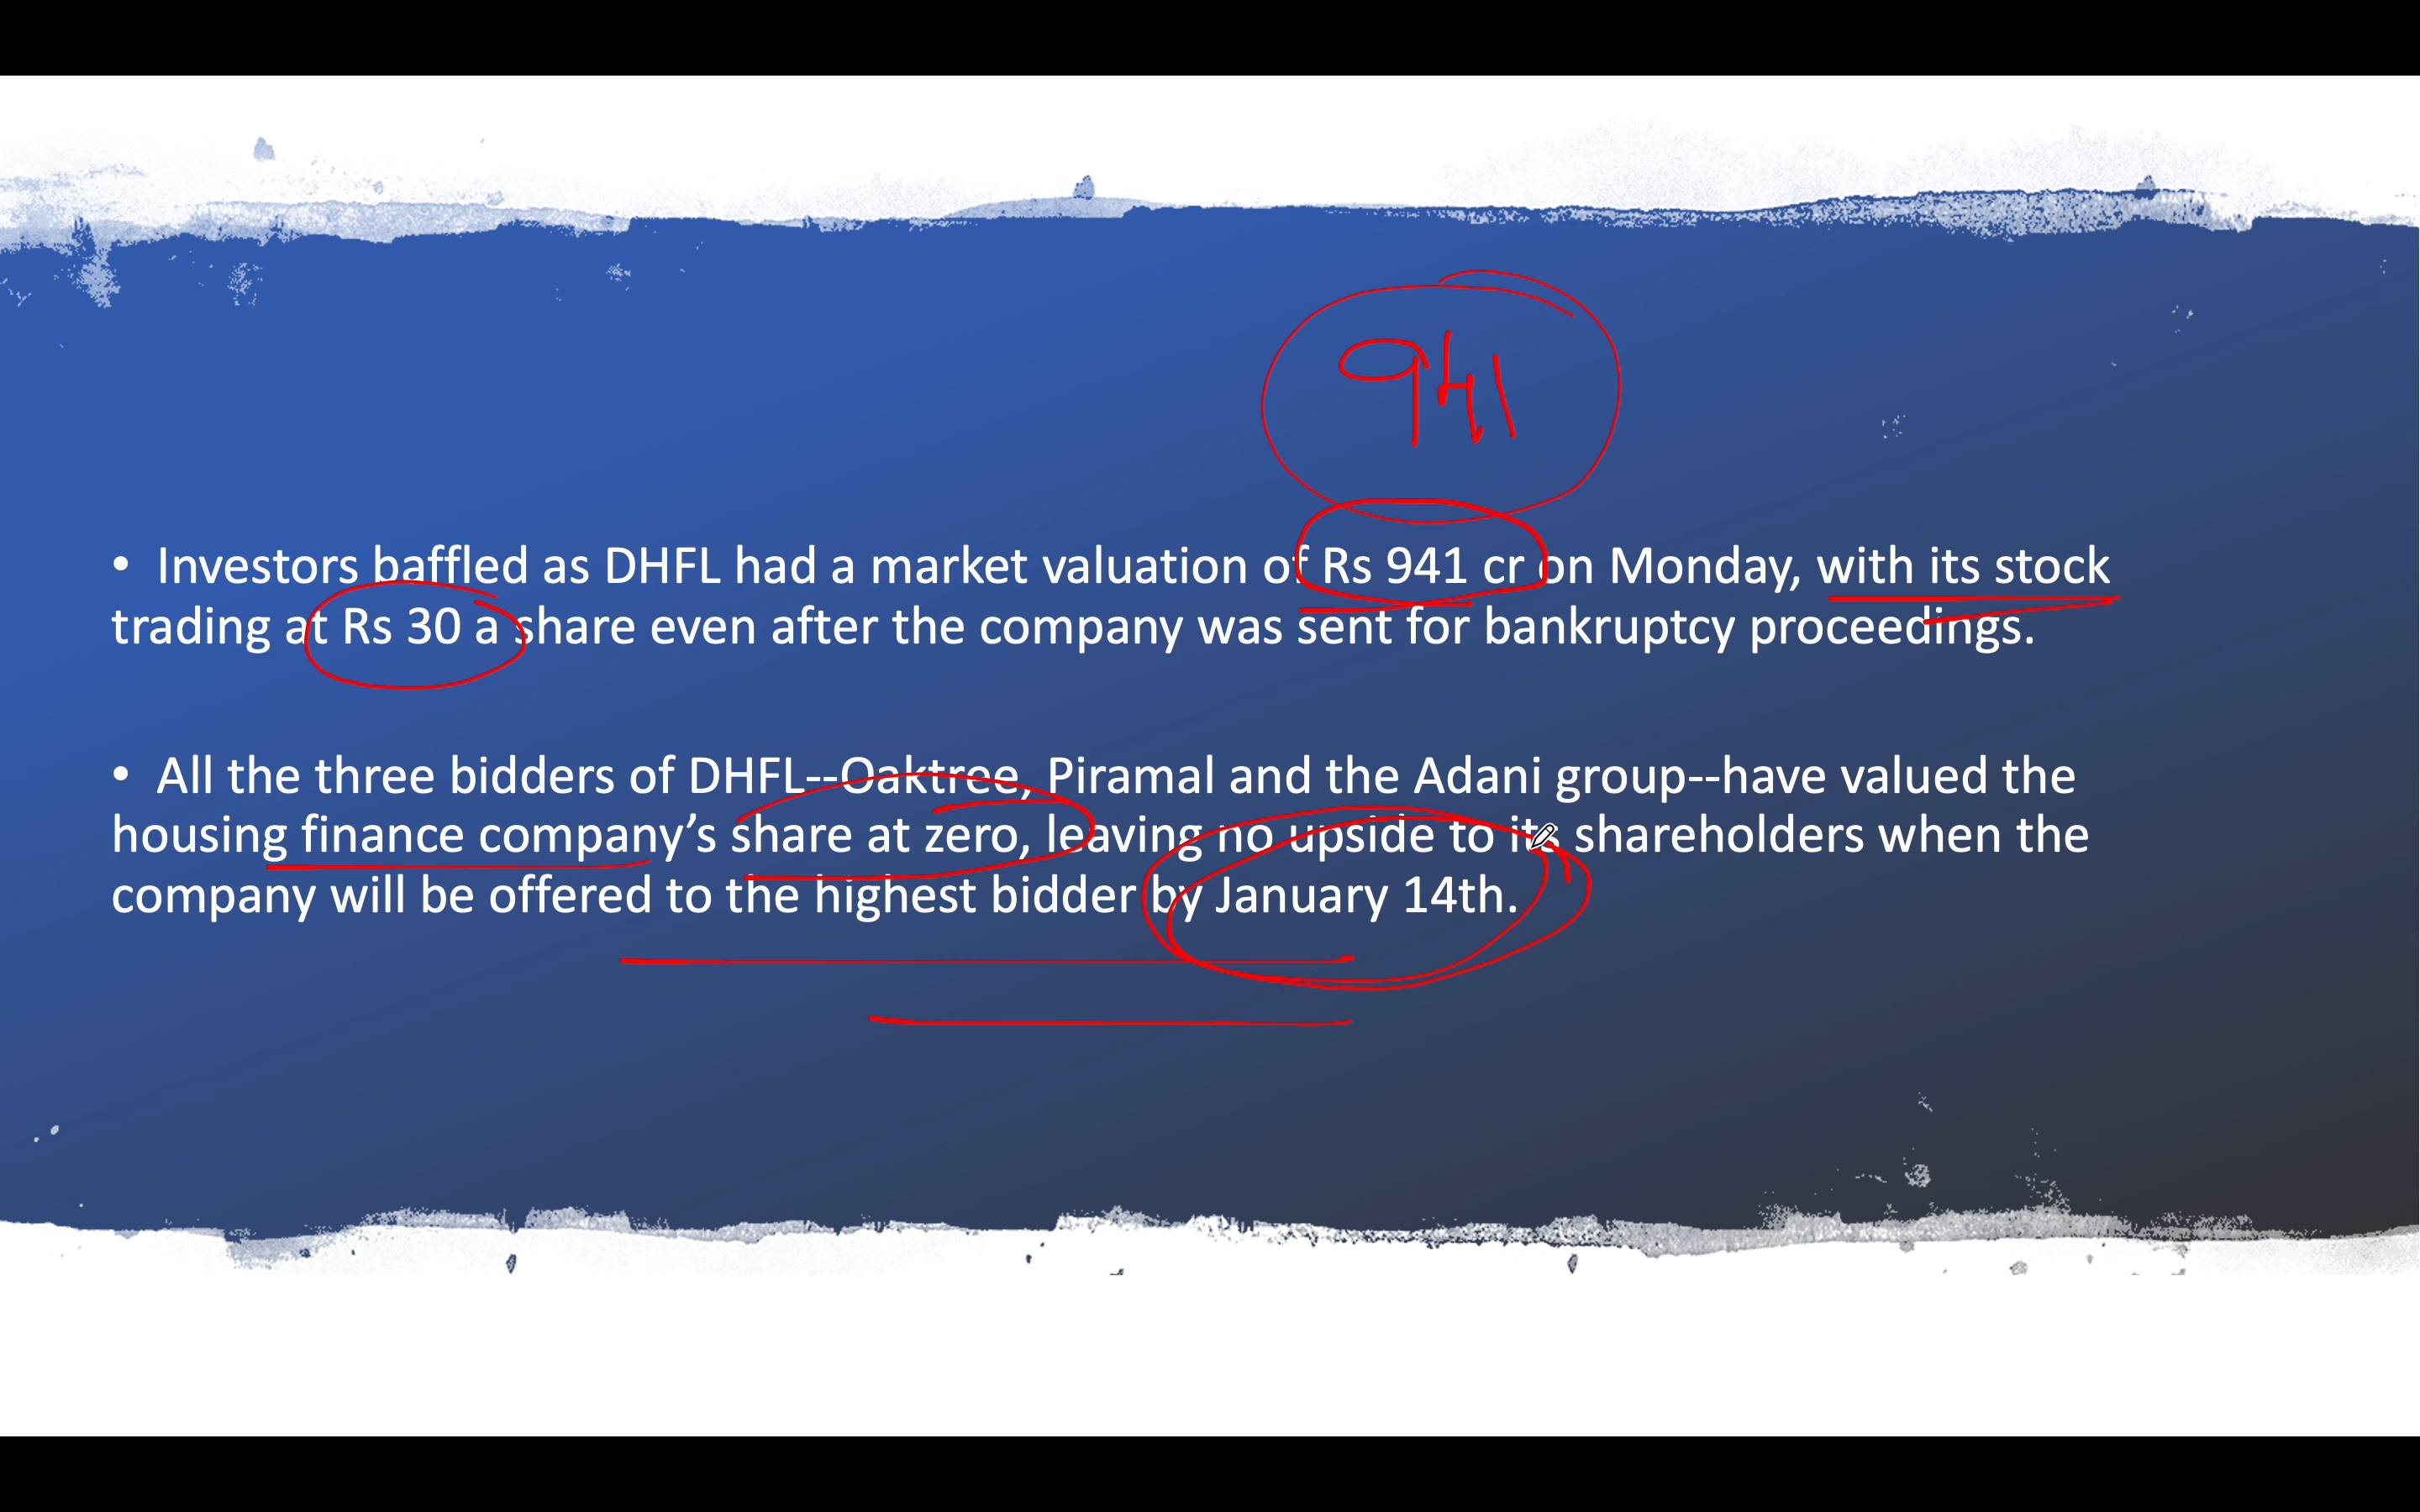 941
• Investors baffled as DHFL had a market valuation of Rs 941 cr on Monday, with its stock
trading at Rs 30 a share even after the company was sent for bankruptcy proceedings.
• All the three bidders of DHFL--Oaktree, Piramal and the Adani group--have valued the
housing finance company’s share at zero, leaving no upside to its shareholders when the
company will be offered to the highest bidder by January 14th.